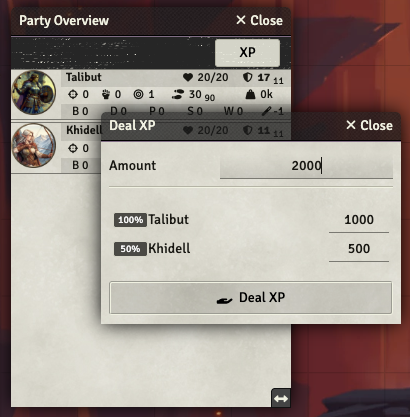 Party Overview
Close
XP
Talibut
20/20
17 11
0
0
1
30 90
0k
B 0
D 0
P 0
S 0
W 0
-1
Khidell
20/20
11 11
0
B 0
Deal XP
Close
Amount
2000
100% Talibut
1000
50% Khidell
500
Deal XP